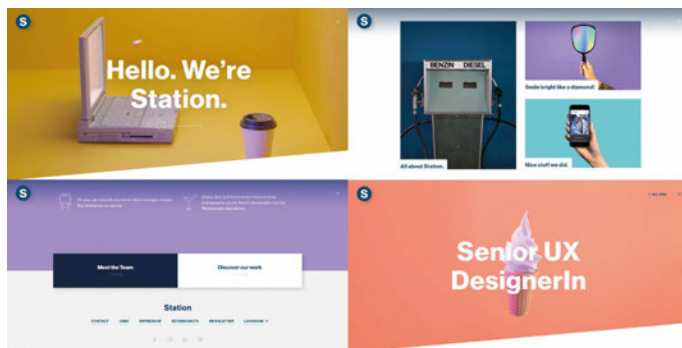 S
Hello. We're
Station.
S
BENZIN DIESEL
All about Station.
Smile bright like a diamond!
Nice stuff we did.
S
Meet the Team
Discover our work
Station
CONTACT JOBS IMPRESSUM DATENSCHUTZ NEWSLETTER LANGUAGE
S
Senior UX
DesignerIn